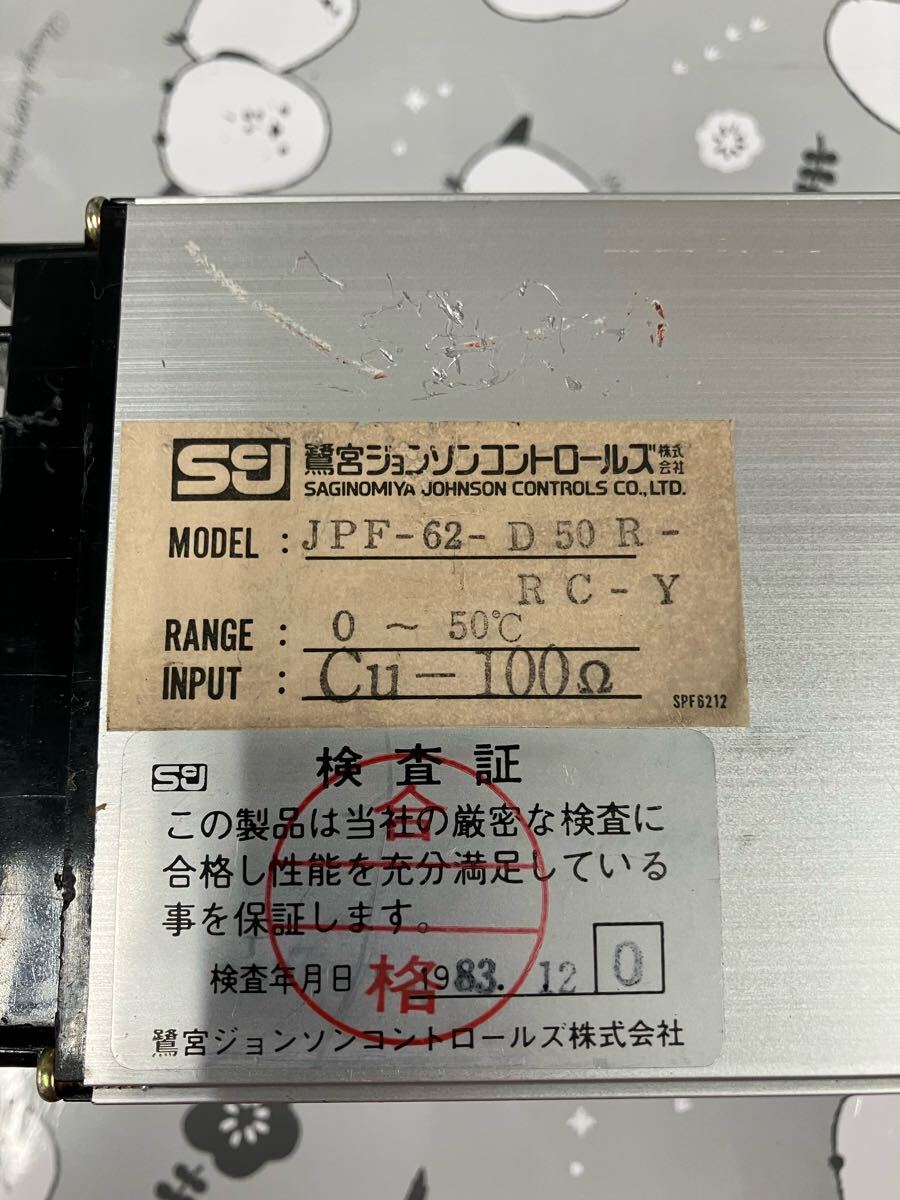 SGJ 鷺宮ジョンソンコントロールズ株式会社
SAGINOMIYA JOHNSON CONTROLS CO.,LTD.
MODEL : JPF-62-D50R-
RC-Y
RANGE : 0 ~ 50℃
INPUT : Cu-100Ω
SPF6212
SGJ 検査証
この製品は当社の厳密な検査に
合格し性能を充分満足している
事を保証します。
合格
検査年月日 1983.12 0
鷺宮ジョンソンコントロールズ株式会社